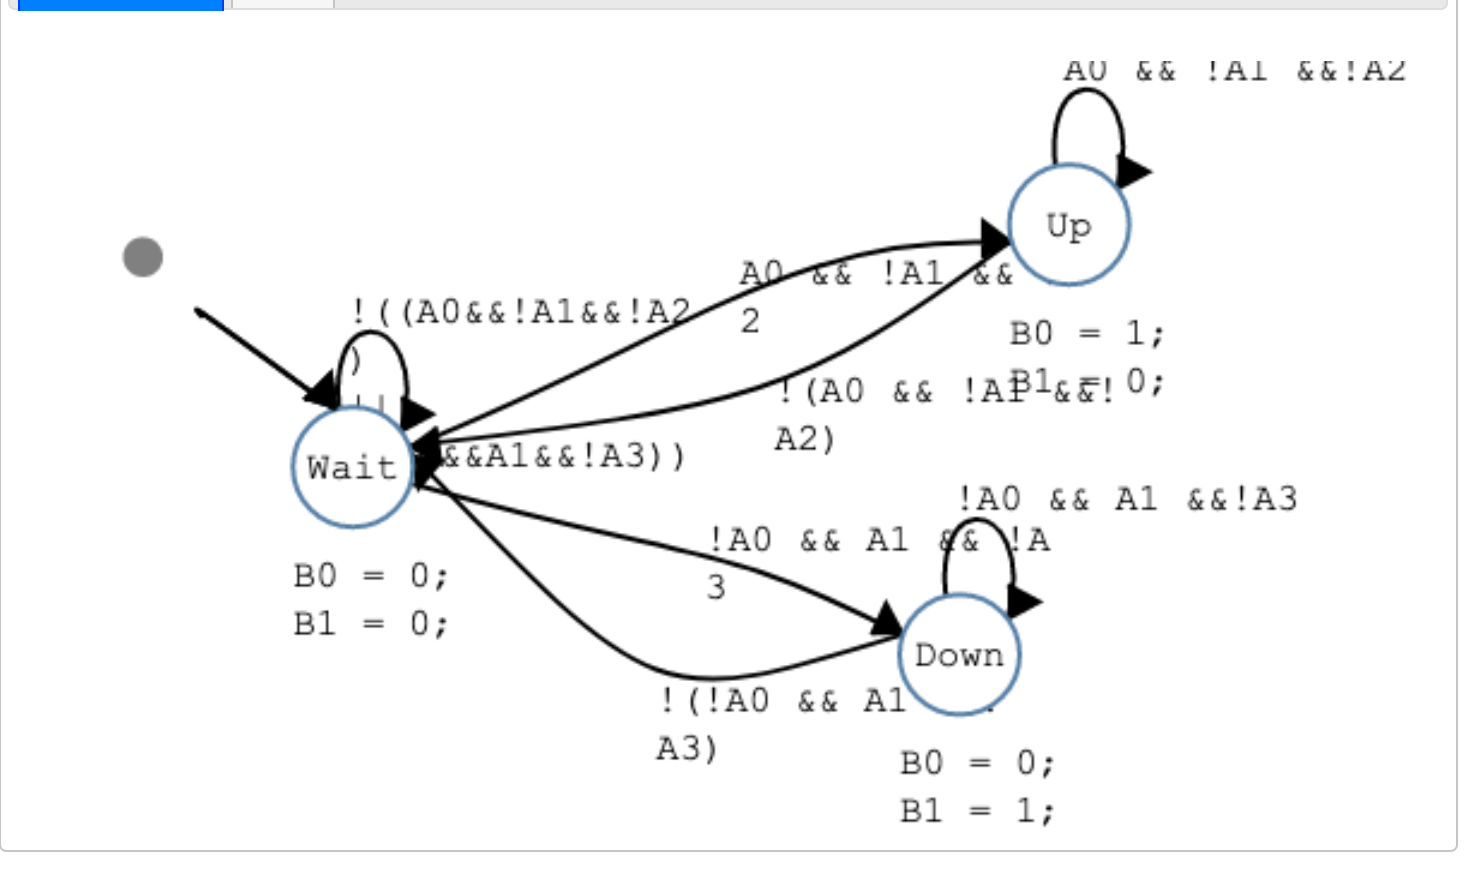 A0 && !A1 &&!A2
Up
A0 && !A1 &&
2
B0 = 1;
B1 = 0;
!((A0&&!A1&&!A2
)
||
&&A1&&!A3))
!(A0 && !A1 &&!
A2)
Wait
B0 = 0;
B1 = 0;
!A0 && A1 &&!A3
!A0 && A1 && !A
3
Down
!(!A0 && A1
A3)
B0 = 0;
B1 = 1;